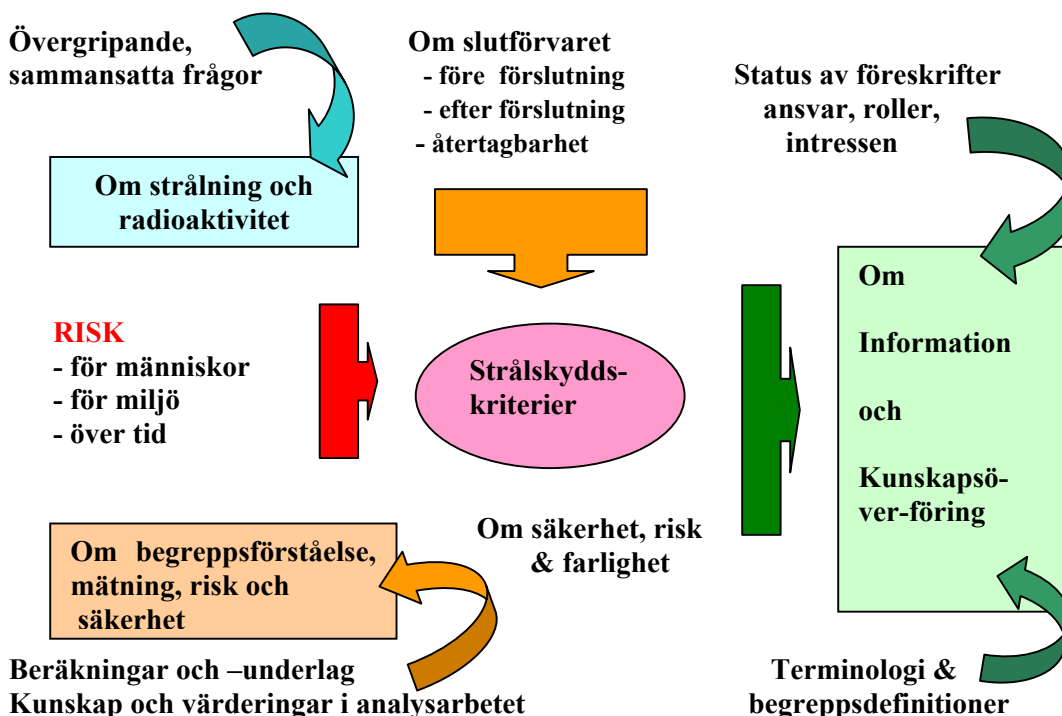 Övergripande,
sammansatta frågor
Om slutförvaret
- före förslutning
- efter förslutning
- återtagbarhet
Status av föreskrifter
ansvar, roller,
intressen
Om strålning och
radioaktivitet
RISK
- för människor
- för miljö
- över tid
Strålskydds-
kriterier
Om
Information
och
Kunskapsö-
ver-föring
Om säkerhet, risk
& farlighet
Om begreppsförståelse,
mätning, risk och
säkerhet
Beräkningar och –underlag
Kunskap och värderingar i analysarbetet
Terminologi &
begreppsdefinitioner